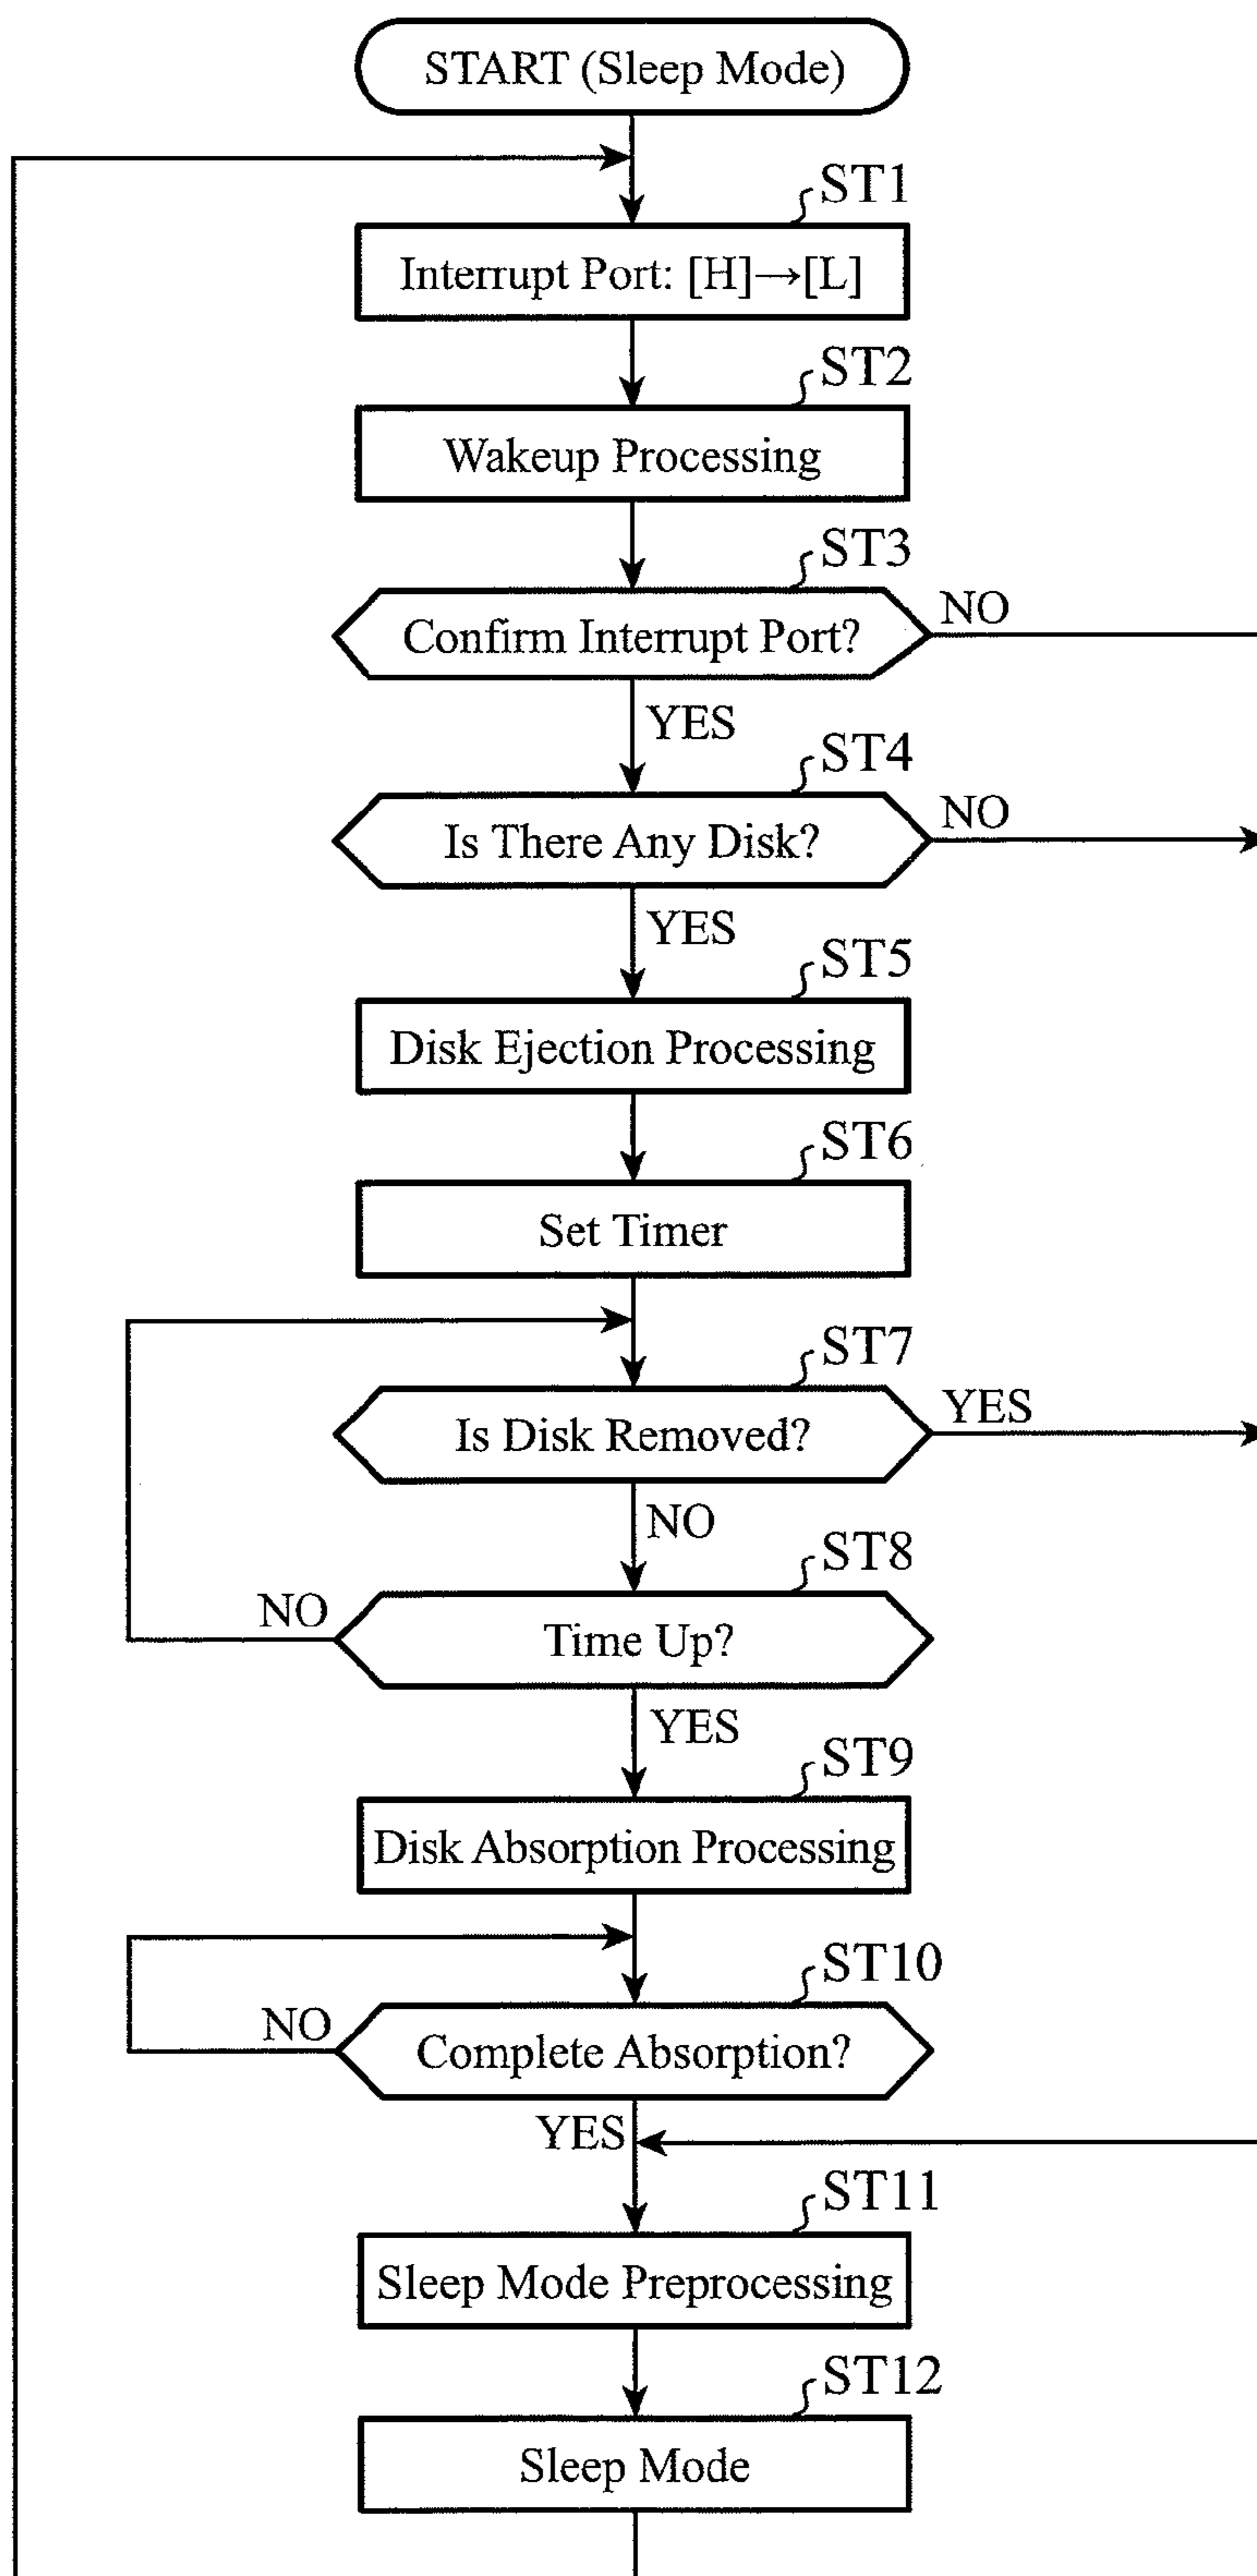 START (Sleep Mode)
ST1
Interrupt Port: [H]→[L]
ST2
Wakeup Processing
ST3
Confirm Interrupt Port?
NO
YES
ST4
Is There Any Disk?
NO
YES
ST5
Disk Ejection Processing
ST6
Set Timer
ST7
Is Disk Removed?
YES
NO
ST8
NO
Time Up?
YES
ST9
Disk Absorption Processing
ST10
NO
Complete Absorption?
YES
ST11
Sleep Mode Preprocessing
ST12
Sleep Mode